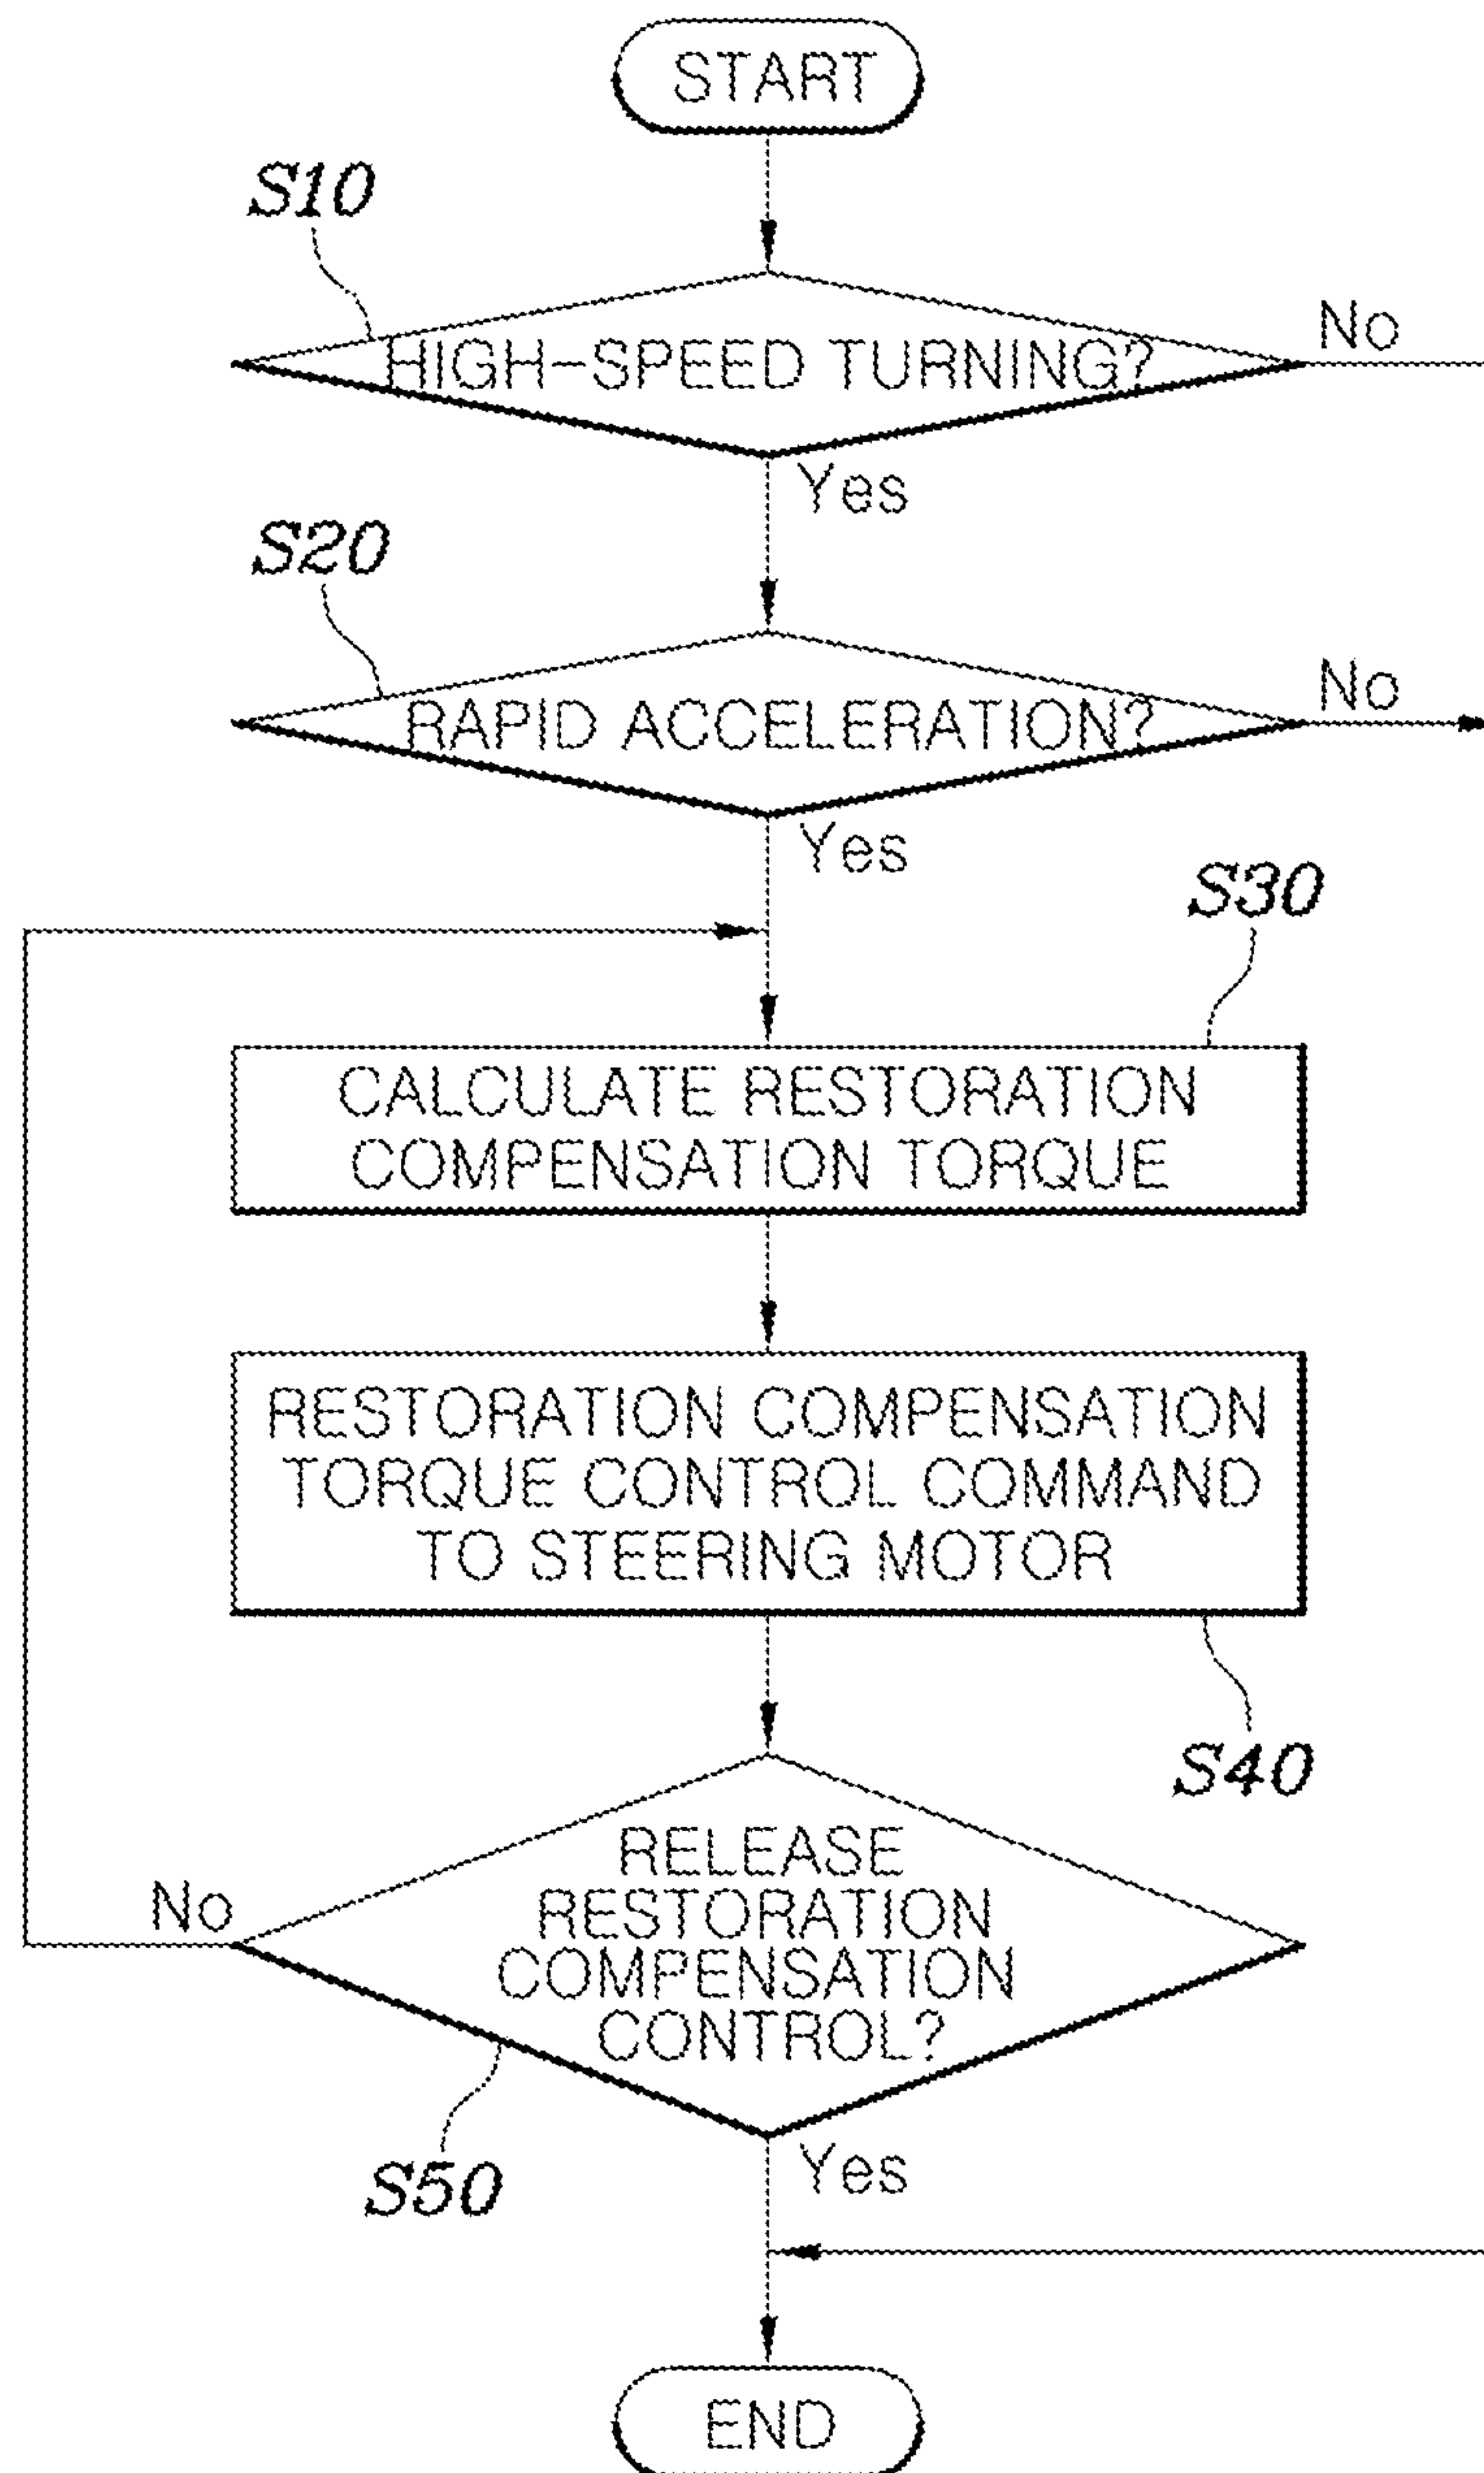 START
S10
No
HIGH-SPEED TURNING?
Yes
S20
No
RAPID ACCELERATION?
Yes
S30
CALCULATE RESTORATION
COMPENSATION TORQUE
RESTORATION COMPENSATION
TORQUE CONTROL COMMAND
TO STEERING MOTOR
S40
RELEASE
RESTORATION
COMPENSATION
CONTROL?
No
S50
Yes
END